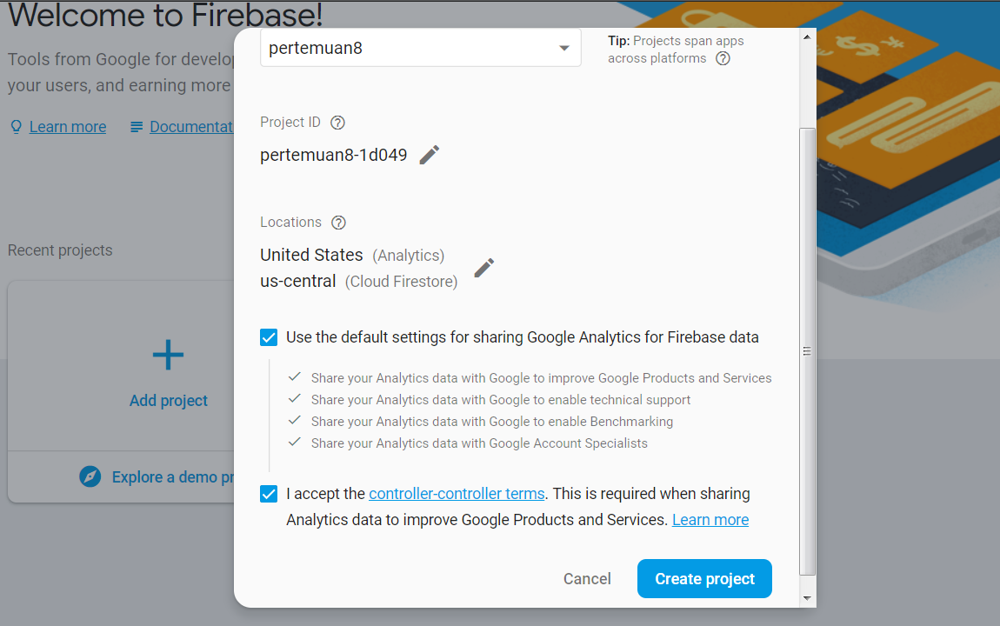 Welcome to Firebase!
Tools from Google for develo
your users, and earning more
Learn more
Documentat
Recent projects
Add project
Explore a demo pr
pertemuan8
Tip: Projects span apps
across platforms
Project ID
pertemuan8-1d049
Locations
United States (Analytics)
us-central (Cloud Firestore)
Use the default settings for sharing Google Analytics for Firebase data
Share your Analytics data with Google to improve Google Products and Services
Share your Analytics data with Google to enable technical support
Share your Analytics data with Google to enable Benchmarking
Share your Analytics data with Google Account Specialists
I accept the controller-controller terms. This is required when sharing
Analytics data to improve Google Products and Services. Learn more
Cancel
Create project